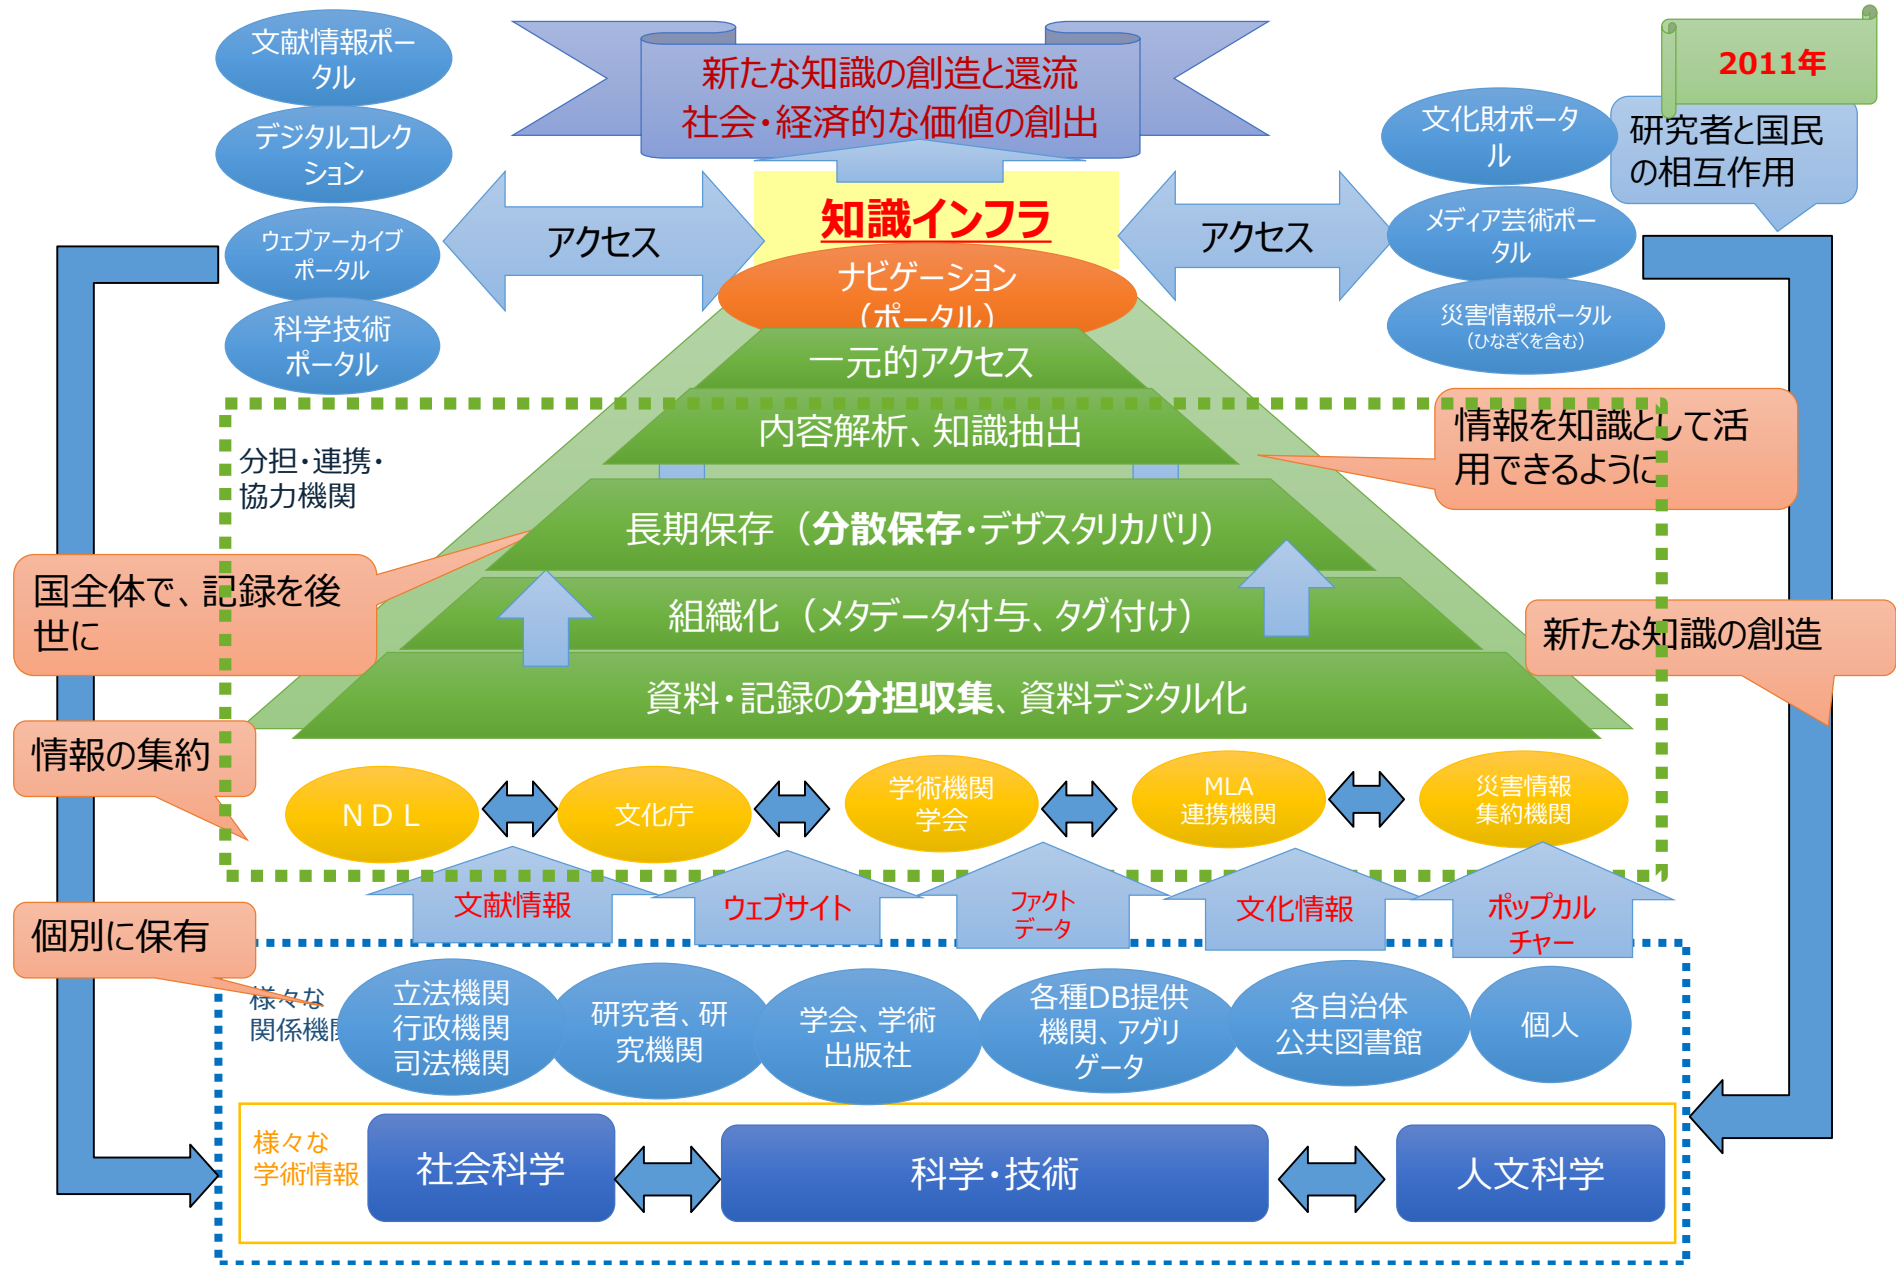 文献情報ポー
タル
デジタルコレク
ション
ウェブアーカイブ
ポータル
科学技術
ポータル
新たな知識の創造と還流
社会・経済的な価値の創出
2011年
研究者と国民
の相互作用
文化財ポータ
ル
メディア芸術ポー
タル
災害情報ポータル
（ひなぎくを含む）
アクセス
知識インフラ
アクセス
ナビゲーション
（ポータル）
一元的アクセス
内容解析、知識抽出
長期保存（分散保存・デザスタリカバリ）
組織化（メタデータ付与、タグ付け）
資料・記録の分担収集、資料デジタル化
分担・連携・
協力機関
情報を知識として活
用できるように
国全体で、記録を後
世に
新たな知識の創造
情報の集約
ＮＤＬ
文化庁
学術機関
学会
MLA
連携機関
災害情報
集約機関
文献情報
ウェブサイト
ファクト
データ
文化情報
ポップカル
チャー
個別に保有
様々な
関係機関
立法機関
行政機関
司法機関
研究者、研
究機関
学会、学術
出版社
各種DB提供
機関、アグリ
ゲータ
各自治体
公共図書館
個人
様々な
学術情報
社会科学
科学・技術
人文科学